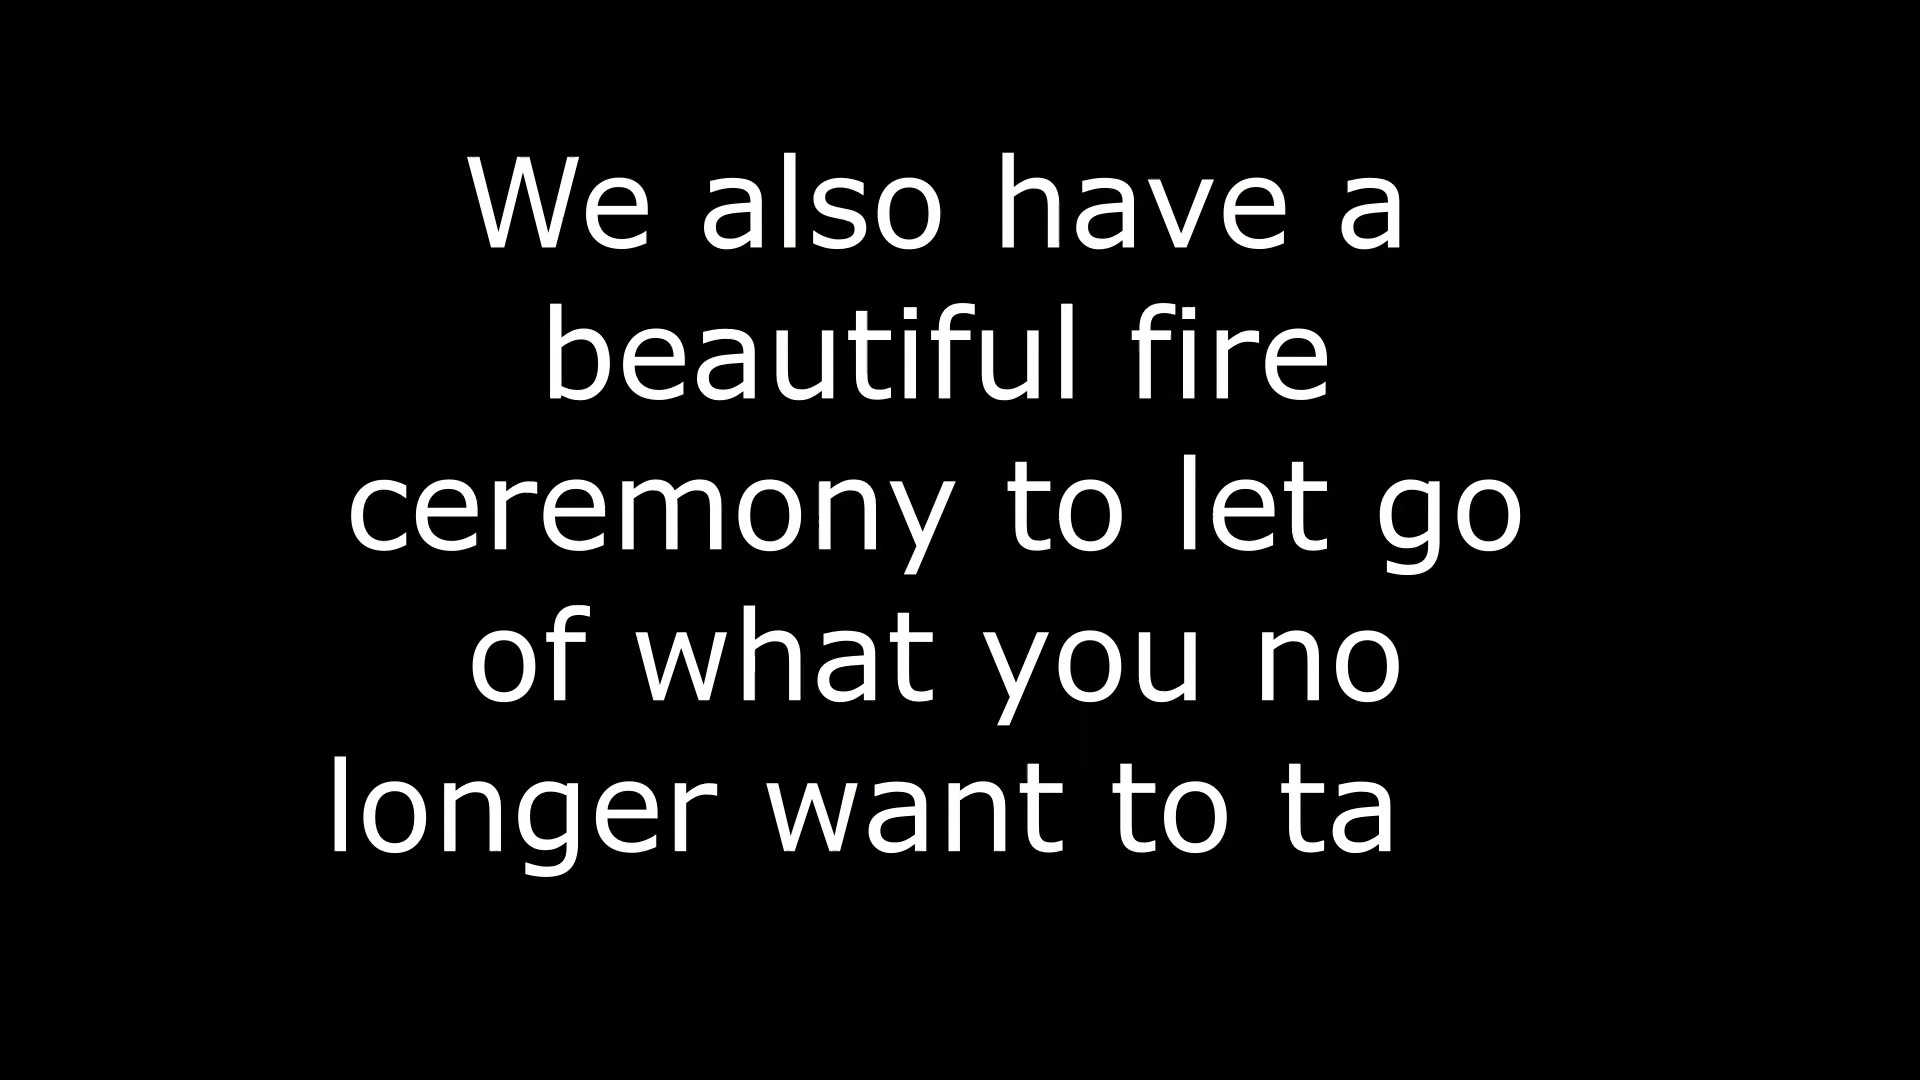 We also have a
beautiful fire
ceremony to let go
of what you no
longer want to ta